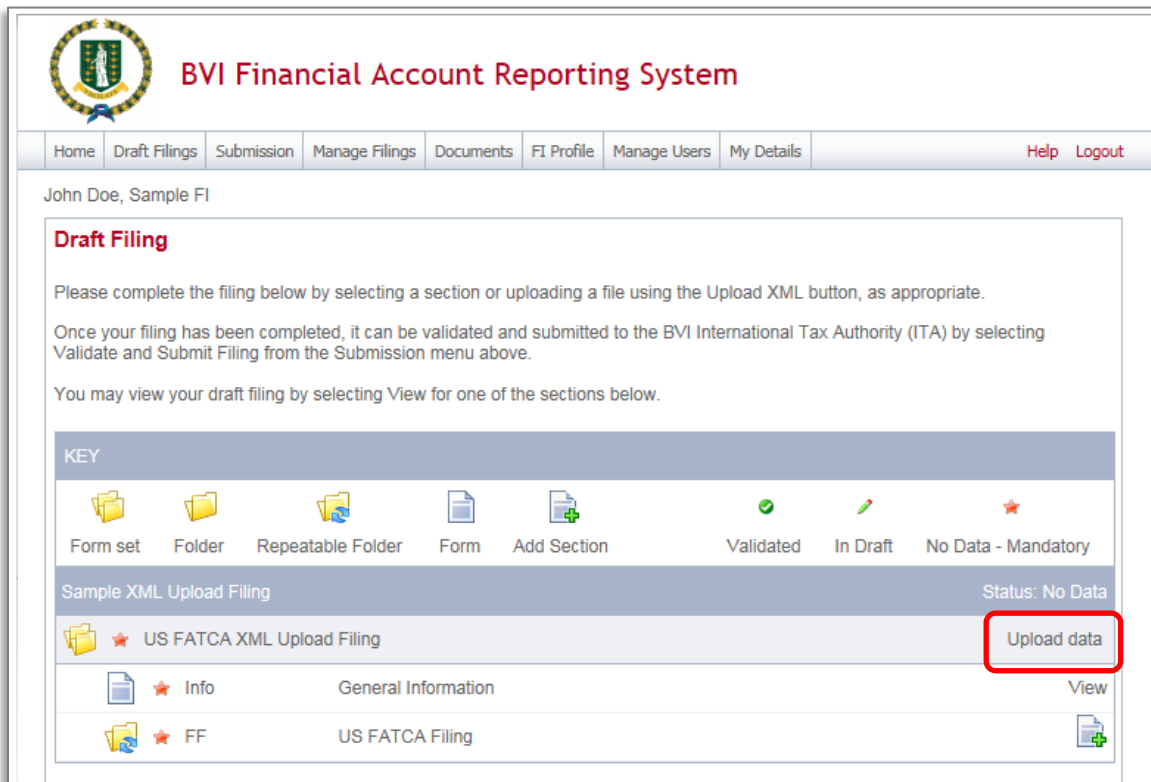 BVI Financial Account Reporting System
Home Draft Filings Submission Manage Filings Documents FI Profile Manage Users My Details Help Logout
John Doe, Sample FI
Draft Filing
Please complete the filing below by selecting a section or uploading a file using the Upload XML button, as appropriate.
Once your filing has been completed, it can be validated and submitted to the BVI International Tax Authority (ITA) by selecting
Validate and Submit Filing from the Submission menu above.
You may view your draft filing by selecting View for one of the sections below.
KEY
Form set Folder Repeatable Folder Form Add Section Validated In Draft No Data - Mandatory
Sample XML Upload Filing Status: No Data
US FATCA XML Upload Filing Upload data
Info General Information View
FF US FATCA Filing